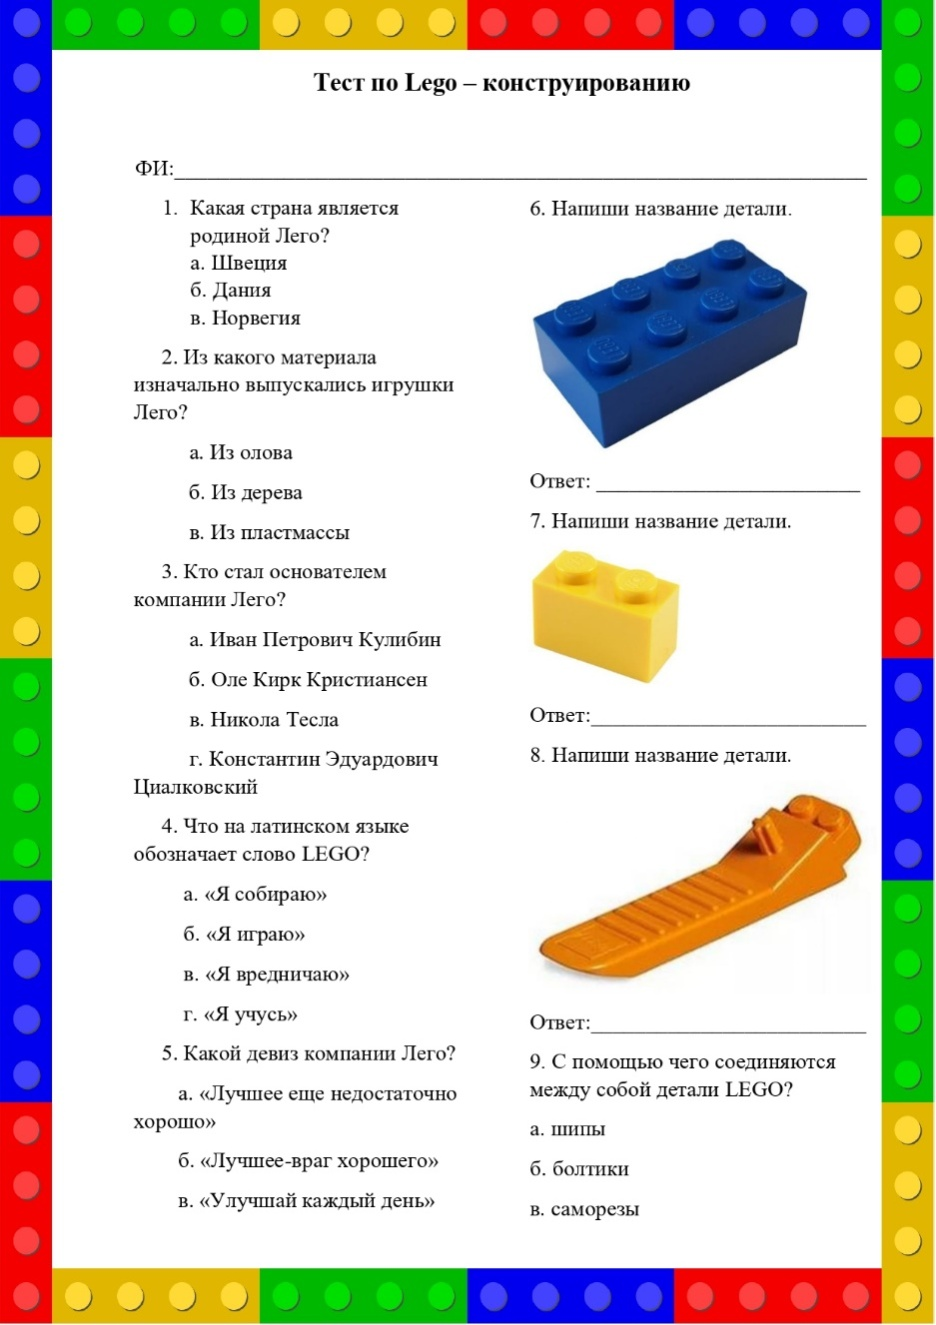 Тест по Lego – конструированию
ФИ:_______________________________________________________________
1. Какая страна является
родиной Лего?
а. Швеция
б. Дания
в. Норвегия
2. Из какого материала
изначально выпускались игрушки
Лего?
а. Из олова
б. Из дерева
в. Из пластмассы
3. Кто стал основателем
компании Лего?
а. Иван Петрович Кулибин
б. Оле Кирк Кристиансен
в. Никола Тесла
г. Константин Эдуардович
Циалковский
4. Что на латинском языке
обозначает слово LEGO?
а. «Я собираю»
б. «Я играю»
в. «Я вредничаю»
г. «Я учусь»
5. Какой девиз компании Лего?
а. «Лучшее еще недостаточно
хорошо»
б. «Лучшее-враг хорошего»
в. «Улучшай каждый день»
6. Напиши название детали.
Ответ: ________________________
7. Напиши название детали.
Ответ:_________________________
8. Напиши название детали.
Ответ:_________________________
9. С помощью чего соединяются
между собой детали LEGO?
а. шипы
б. болтики
в. саморезы